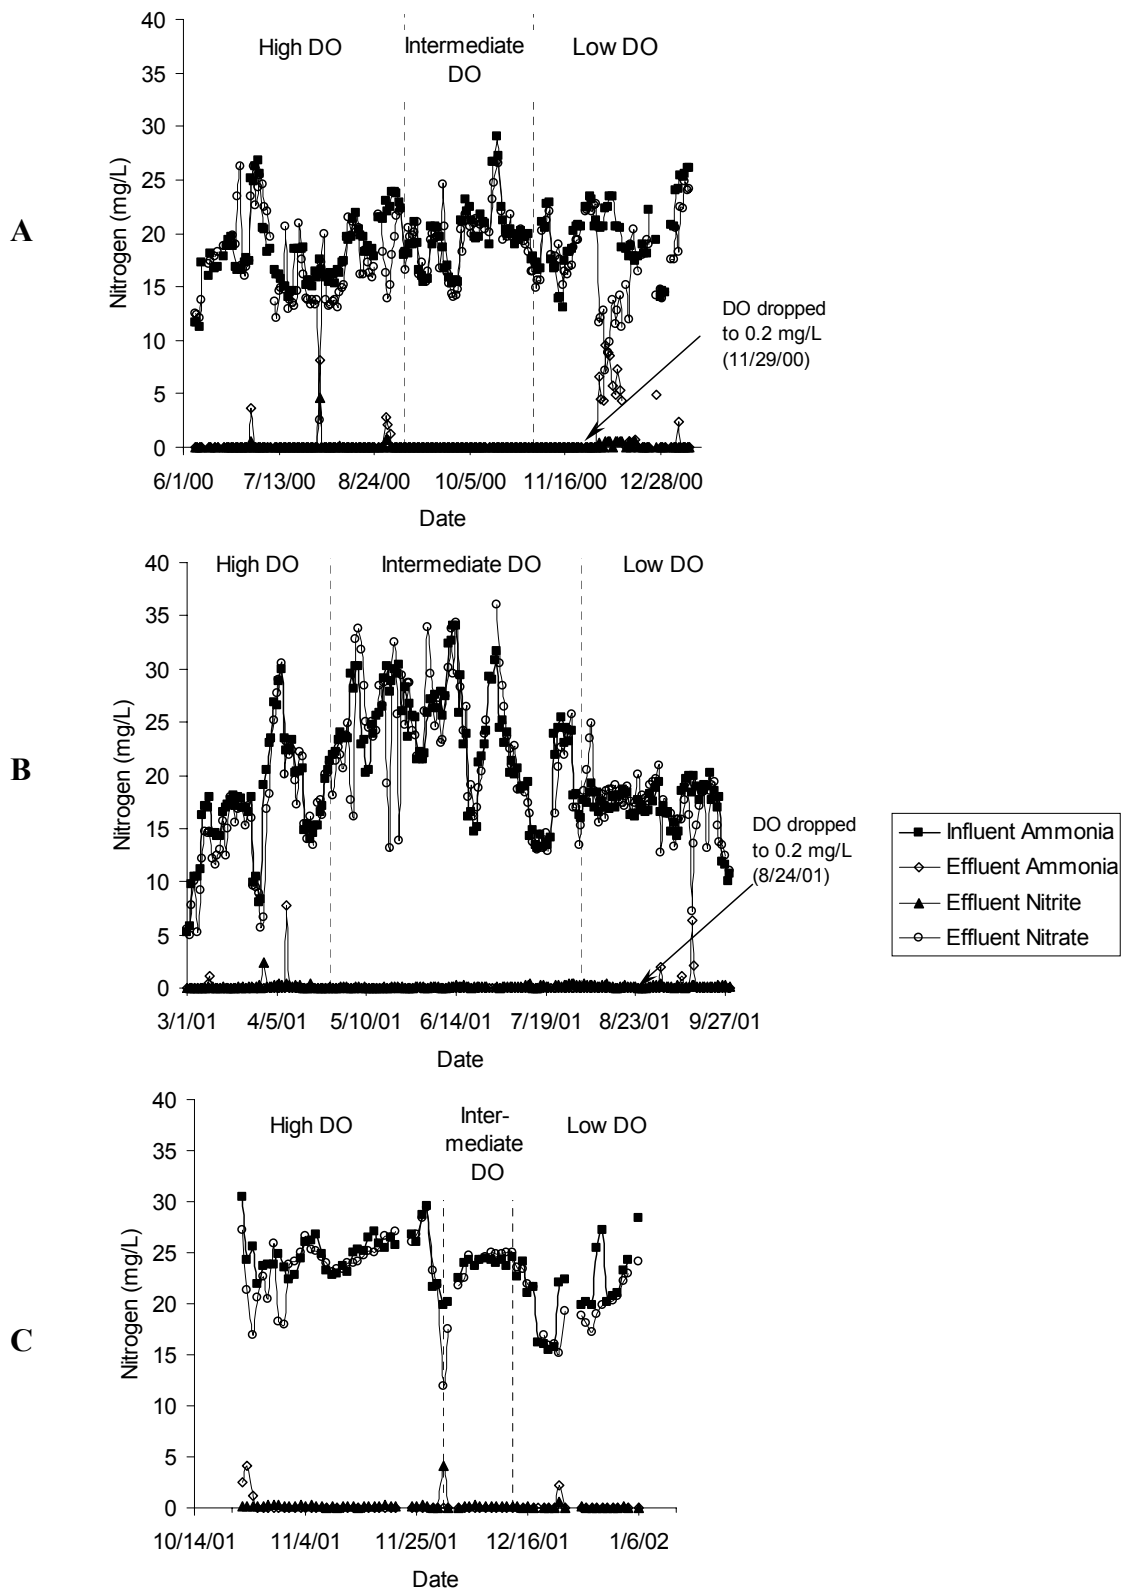 A
40
35
30
25
20
15
10
5
0
Nitrogen (mg/L)
High DO
Intermediate
DO
Low DO
DO dropped
to 0.2 mg/L
(11/29/00)
6/1/00 7/13/00 8/24/00 10/5/00 11/16/00 12/28/00
Date
B
40
35
30
25
20
15
10
5
0
Nitrogen (mg/L)
High DO
Intermediate DO
Low DO
DO dropped
to 0.2 mg/L
(8/24/01)
3/1/01 4/5/01 5/10/01 6/14/01 7/19/01 8/23/01 9/27/01
Date
Influent Ammonia
Effluent Ammonia
Effluent Nitrite
Effluent Nitrate
C
40
35
30
25
20
15
10
5
0
Nitrogen (mg/L)
High DO
Inter-
mediate
DO
Low DO
10/14/01 11/4/01 11/25/01 12/16/01 1/6/02
Date